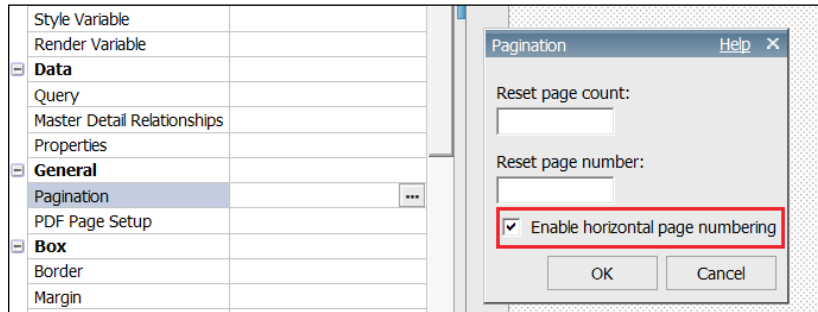 Style Variable
Render Variable
Data
Query
Master Detail Relationships
Properties
General
Pagination
...
PDF Page Setup
Box
Border
Margin
Pagination Help ×
Reset page count:
Reset page number:
Enable horizontal page numbering
OK Cancel